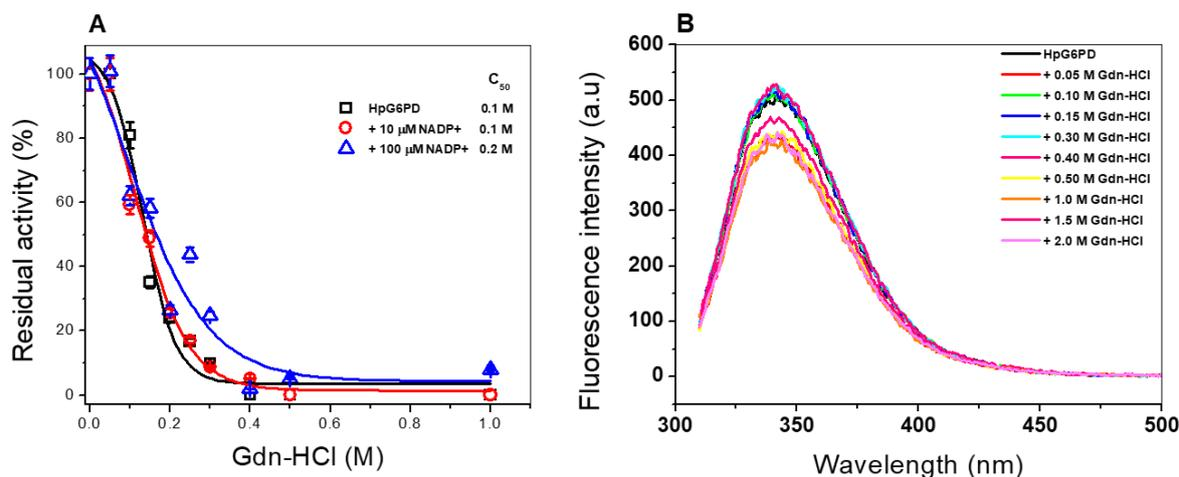 A
Residual activity (%)
100
80
60
40
20
0
0.0 0.2 0.4 0.6 0.8 1.0
Gdn-HCl (M)
C50
HpG6PD 0.1 M
+ 10 μM NADP+ 0.1 M
+ 100 μM NADP+ 0.2 M
B
Fluorescence intensity (a.u)
600
500
400
300
200
100
0
300 350 400 450 500
Wavelength (nm)
HpG6PD
+ 0.05 M Gdn-HCl
+ 0.10 M Gdn-HCl
+ 0.15 M Gdn-HCl
+ 0.30 M Gdn-HCl
+ 0.40 M Gdn-HCl
+ 0.50 M Gdn-HCl
+ 1.0 M Gdn-HCl
+ 1.5 M Gdn-HCl
+ 2.0 M Gdn-HCl